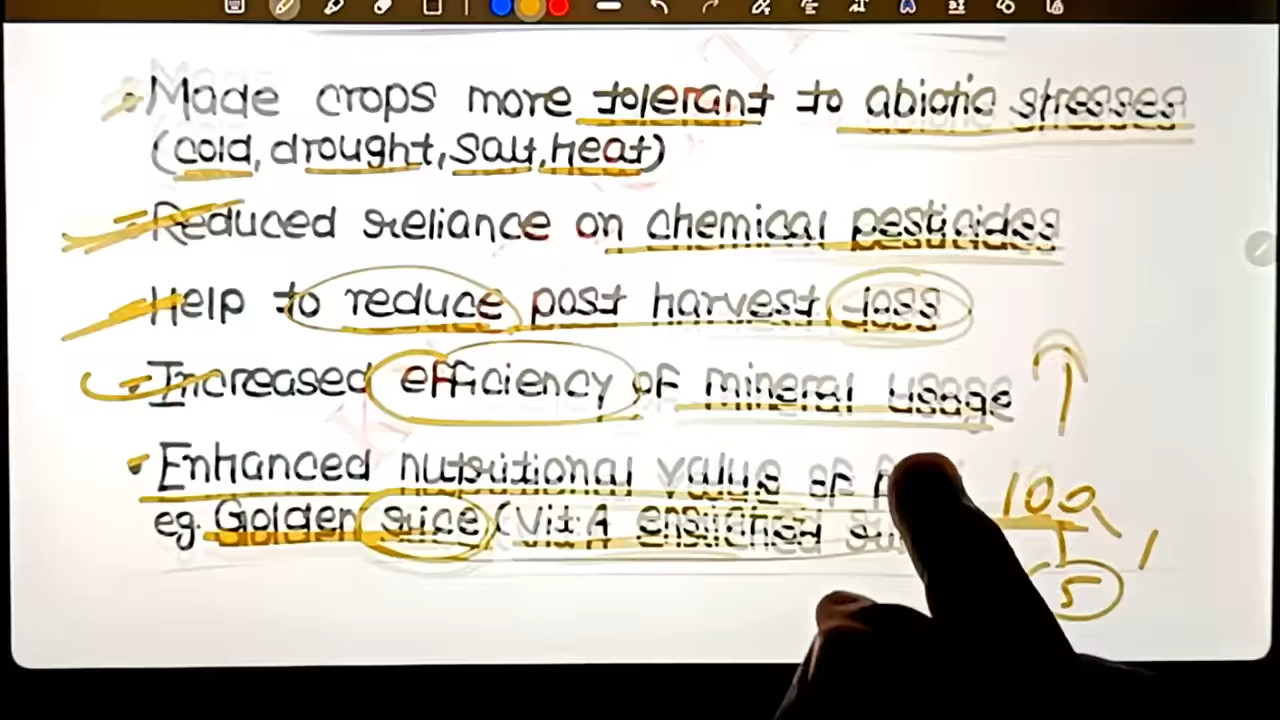 • Made crops more tolerant to abiotic stresses
(cold, drought, salt, heat)
• Reduced reliance on chemical pesticides
• Help to reduce post harvest loss
• Increased efficiency of mineral usage
• Enhanced nutritional value of
eg. Golden rice (Vit. A enriched
100
5